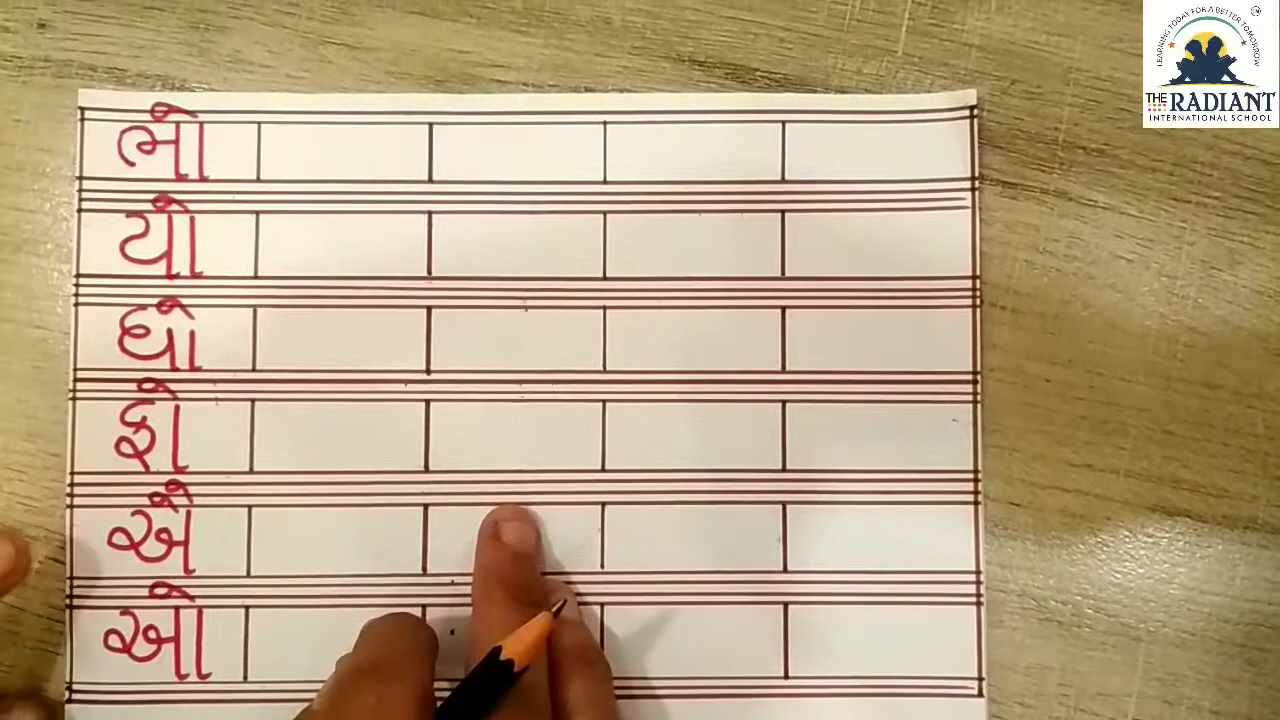 LEARNING TODAY FOR A BETTER TOMORROW
THE RADIANT
INTERNATIONAL SCHOOL
ભો
યો
ઘો
ફો
ઐ
ઓ